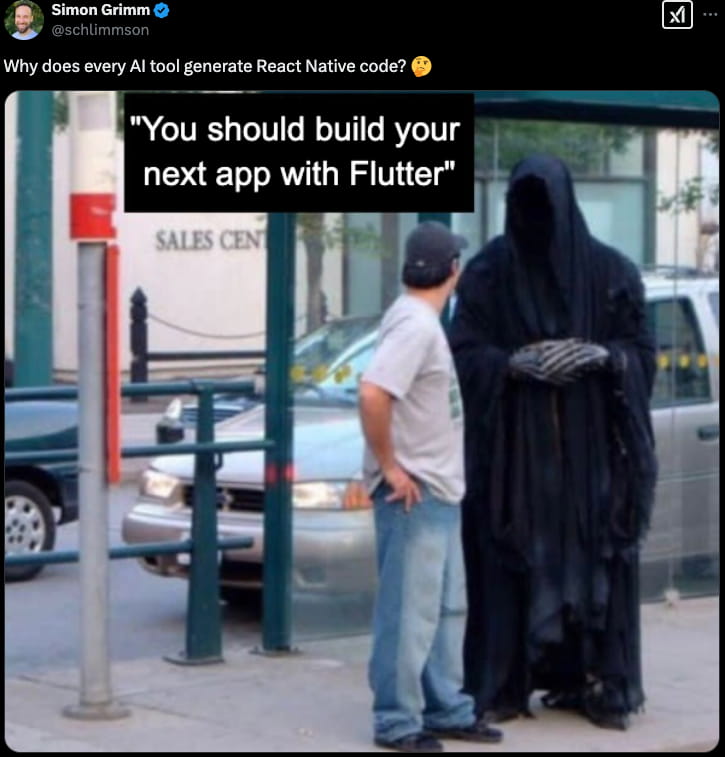 Simon Grimm
@schlimmson
Why does every AI tool generate React Native code? 🤔
"You should build your
next app with Flutter"
SALES CENT